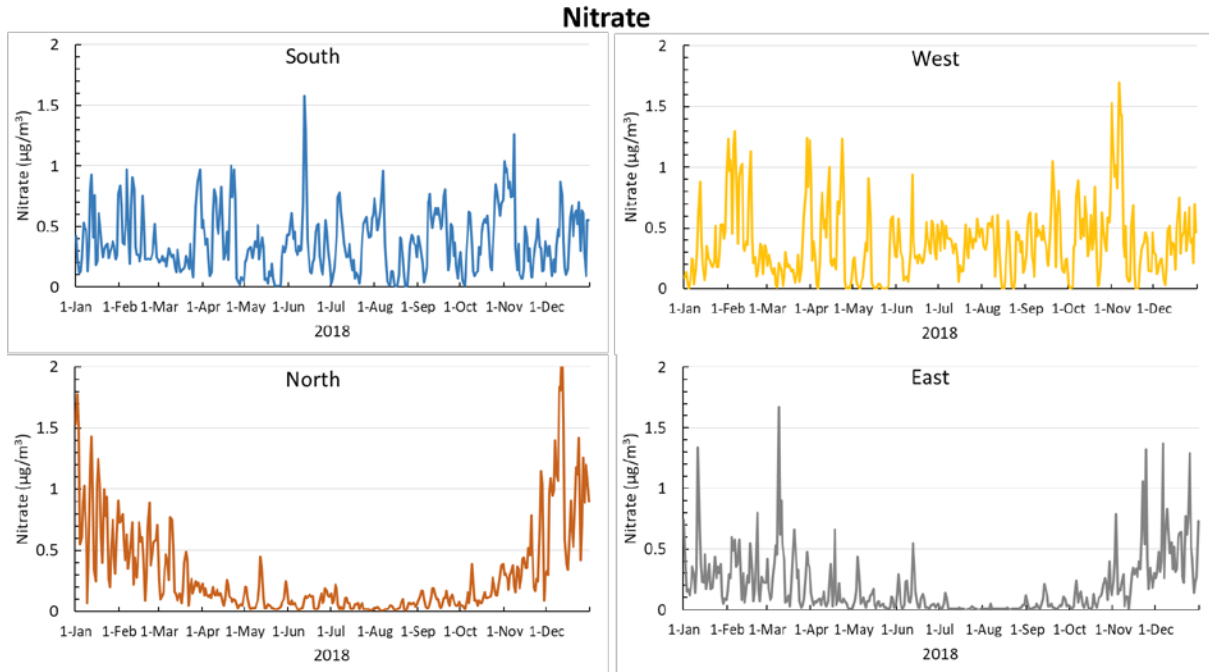 Nitrate
South
Nitrate (µg/m³)
2
1.5
1
0.5
0
1-Jan 1-Feb 1-Mar 1-Apr 1-May 1-Jun 1-Jul 1-Aug 1-Sep 1-Oct 1-Nov 1-Dec
2018
West
Nitrate (µg/m³)
2
1.5
1
0.5
0
1-Jan 1-Feb 1-Mar 1-Apr 1-May 1-Jun 1-Jul 1-Aug 1-Sep 1-Oct 1-Nov 1-Dec
2018
North
Nitrate (µg/m³)
2
1.5
1
0.5
0
1-Jan 1-Feb 1-Mar 1-Apr 1-May 1-Jun 1-Jul 1-Aug 1-Sep 1-Oct 1-Nov 1-Dec
2018
East
Nitrate (µg/m³)
2
1.5
1
0.5
0
1-Jan 1-Feb 1-Mar 1-Apr 1-May 1-Jun 1-Jul 1-Aug 1-Sep 1-Oct 1-Nov 1-Dec
2018